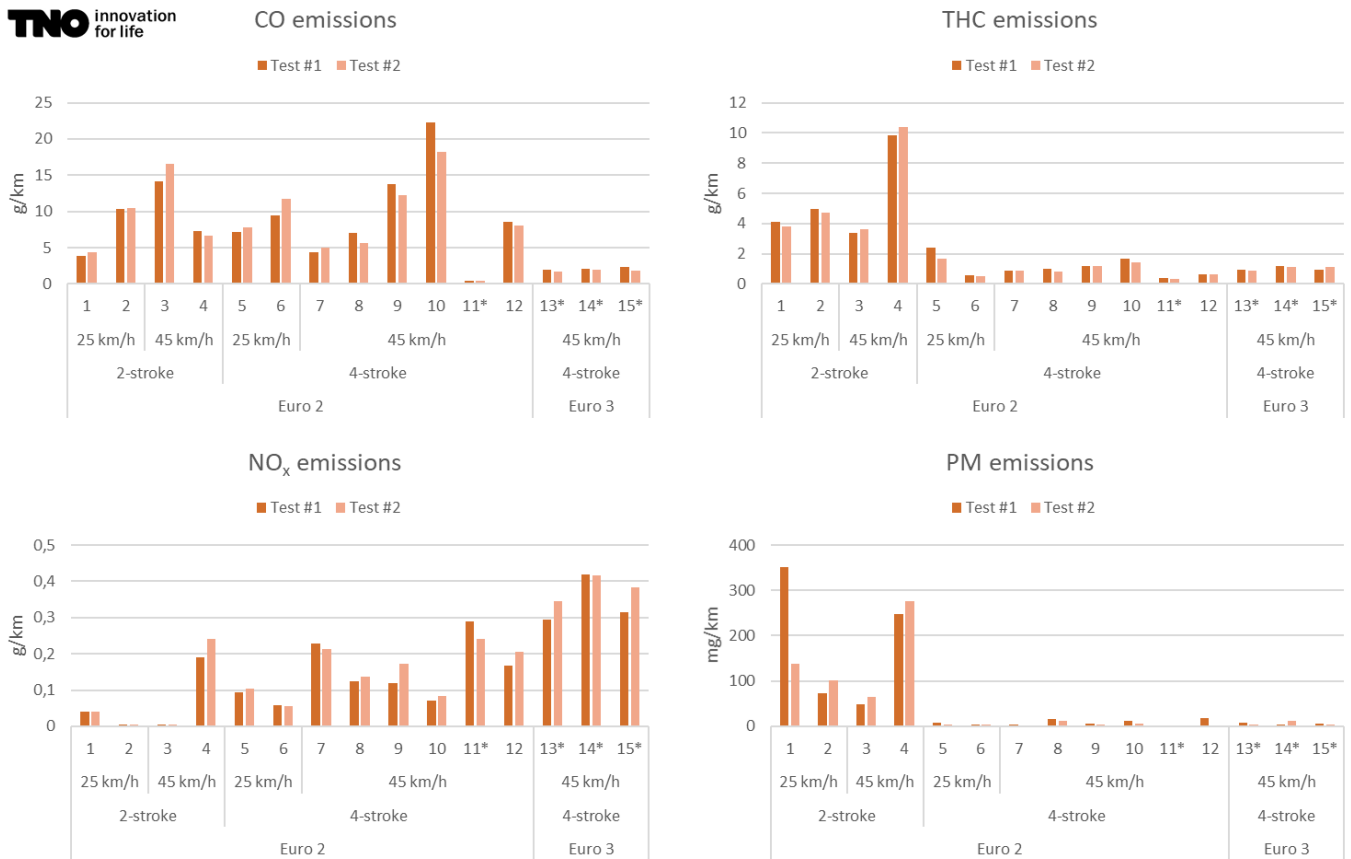 TNO innovation
for life
CO emissions
Test #1 Test #2
25
20
15
10
5
0
g/km
1 2 3 4 5 6 7 8 9 10 11* 12 13* 14* 15*
25 km/h 45 km/h 25 km/h 45 km/h 45 km/h
2-stroke 4-stroke 4-stroke
Euro 2 Euro 3
THC emissions
Test #1 Test #2
12
10
8
6
4
2
0
g/km
1 2 3 4 5 6 7 8 9 10 11* 12 13* 14* 15*
25 km/h 45 km/h 25 km/h 45 km/h 45 km/h
2-stroke 4-stroke 4-stroke
Euro 2 Euro 3
NOx emissions
Test #1 Test #2
0,5
0,4
0,3
0,2
0,1
0
g/km
1 2 3 4 5 6 7 8 9 10 11* 12 13* 14* 15*
25 km/h 45 km/h 25 km/h 45 km/h 45 km/h
2-stroke 4-stroke 4-stroke
Euro 2 Euro 3
PM emissions
Test #1 Test #2
400
300
200
100
0
mg/km
1 2 3 4 5 6 7 8 9 10 11* 12 13* 14* 15*
25 km/h 45 km/h 25 km/h 45 km/h 45 km/h
2-stroke 4-stroke 4-stroke
Euro 2 Euro 3